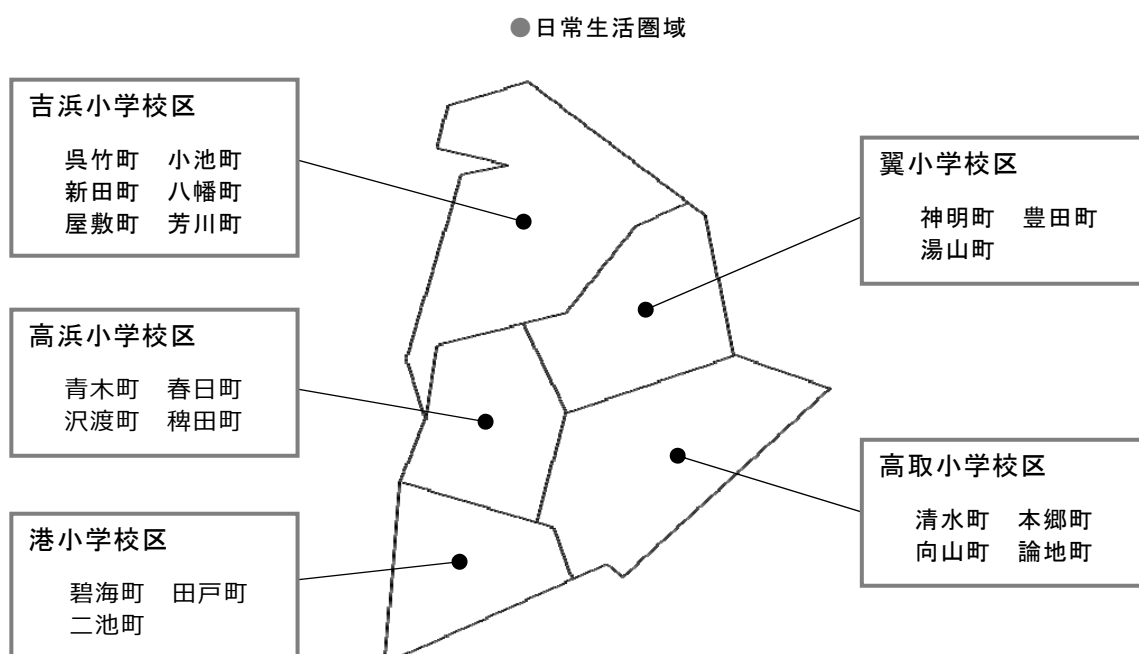 ●日常生活圏域
吉浜小学校区
呉竹町 小池町
新田町 八幡町
屋敷町 芳川町
高浜小学校区
青木町 春日町
沢渡町 稗田町
港小学校区
碧海町 田戸町
二池町
翼小学校区
神明町 豊田町
湯山町
高取小学校区
清水町 本郷町
向山町 論地町